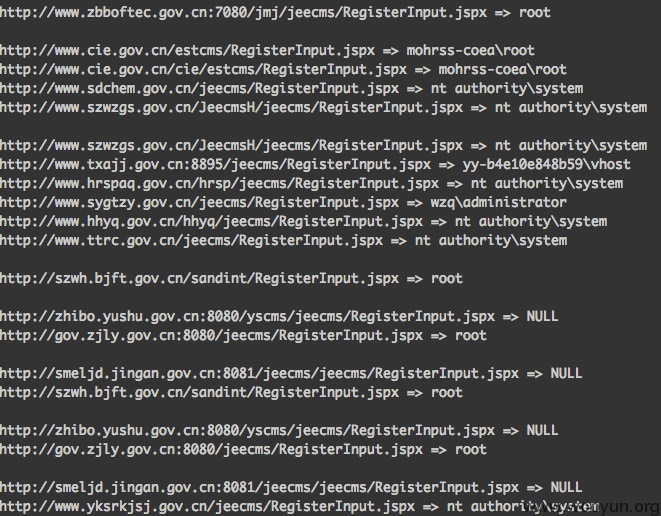 http://www.zbboftec.gov.cn:7080/jmj/jeecms/RegisterInput.jspx => root
http://www.cie.gov.cn/estcms/RegisterInput.jspx => mohrss-coea\root
http://www.cie.gov.cn/cie/estcms/RegisterInput.jspx => mohrss-coea\root
http://www.sdchem.gov.cn/jeecms/RegisterInput.jspx => nt authority\system
http://www.szwzgs.gov.cn/JeecmsH/RegisterInput.jspx => nt authority\system
http://www.szwzgs.gov.cn/JeecmsH/RegisterInput.jspx => nt authority\system
http://www.txajj.gov.cn:8895/jeecms/RegisterInput.jspx => yy-b4e10e848b59\vhost
http://www.hrspaq.gov.cn/hrsp/jeecms/RegisterInput.jspx => nt authority\system
http://www.sygtzy.gov.cn/jeecms/RegisterInput.jspx => wzq\administrator
http://www.hhyq.gov.cn/hhyq/jeecms/RegisterInput.jspx => nt authority\system
http://www.ttrc.gov.cn/jeecms/RegisterInput.jspx => nt authority\system
http://szwh.bjft.gov.cn/sandint/RegisterInput.jspx => root
http://zhibo.yushu.gov.cn:8080/yscms/jeecms/RegisterInput.jspx => NULL
http://gov.zjly.gov.cn:8080/jeecms/RegisterInput.jspx => root
http://smeljd.jingan.gov.cn:8081/jeecms/jeecms/RegisterInput.jspx => NULL
http://szwh.bjft.gov.cn/sandint/RegisterInput.jspx => root
http://zhibo.yushu.gov.cn:8080/yscms/jeecms/RegisterInput.jspx => NULL
http://gov.zjly.gov.cn:8080/jeecms/RegisterInput.jspx => root
http://smeljd.jingan.gov.cn:8081/jeecms/jeecms/RegisterInput.jspx => NULL
http://www.yksrkjsj.gov.cn/jeecms/RegisterInput.jspx => nt authority\system
www.wooyun.org